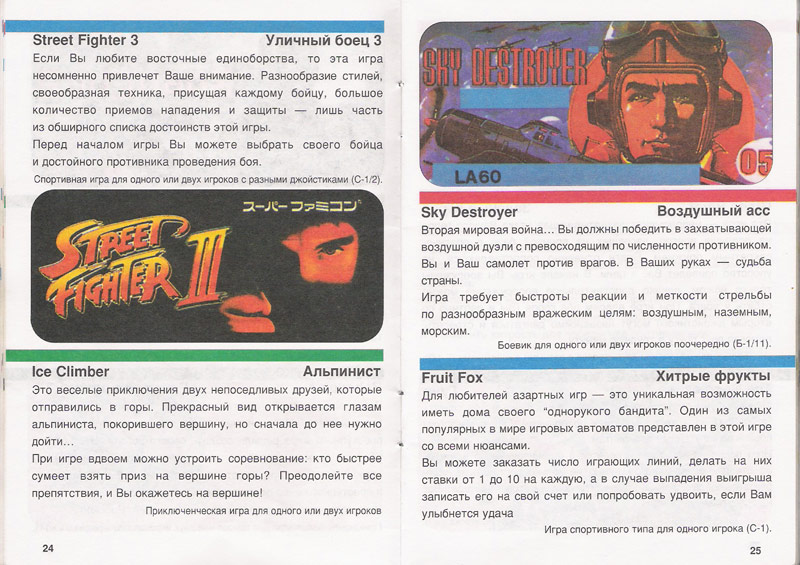 Street Fighter 3 Уличный боец 3
Если Вы любите восточные единоборства, то эта игра
несомненно привлечет Ваше внимание. Разнообразие стилей,
своеобразная техника, присущая каждому бойцу, большое
количество приемов нападения и защиты — лишь часть
из обширного списка достоинств этой игры.
Перед началом игры Вы можете выбрать своего бойца
и достойного противника проведения боя.
Спортивная игра для одного или двух игроков с разными джойстиками (С-1/2).
スーパーファミコン
STREET
FIGHTER III
Ice Climber Альпинист
Это веселые приключения двух непоседливых друзей, которые
отправились в горы. Прекрасный вид открывается глазам
альпиниста, покорившего вершину, но сначала до нее нужно
дойти...
При игре вдвоем можно устроить соревнование: кто быстрее
сумеет взять приз на вершине горы? Преодолейте все
препятствия, и Вы окажетесь на вершине!
Приключенческая игра для одного или двух игроков
24
SKY DESTROYER
LA60
05
Sky Destroyer Воздушный асс
Вторая мировая война... Вы должны победить в захватывающей
воздушной дуэли с превосходящим по численности противником.
Вы и Ваш самолет против врагов. В Ваших руках — судьба
страны.
Игра требует быстроты реакции и меткости стрельбы
по разнообразным вражеским целям: воздушным, наземным,
морским.
Боевик для одного или двух игроков поочередно (Б-1/11).
Fruit Fox Хитрые фрукты
Для любителей азартных игр — это уникальная возможность
иметь дома своего "однорукого бандита". Один из самых
популярных в мире игровых автоматов представлен в этой игре
со всеми нюансами.
Вы можете заказать число играющих линий, делать на них
ставки от 1 до 10 на каждую, а в случае выпадения выигрыша
записать его на свой счет или попробовать удвоить, если Вам
улыбнется удача
Игра спортивного типа для одного игрока (С-1).
25